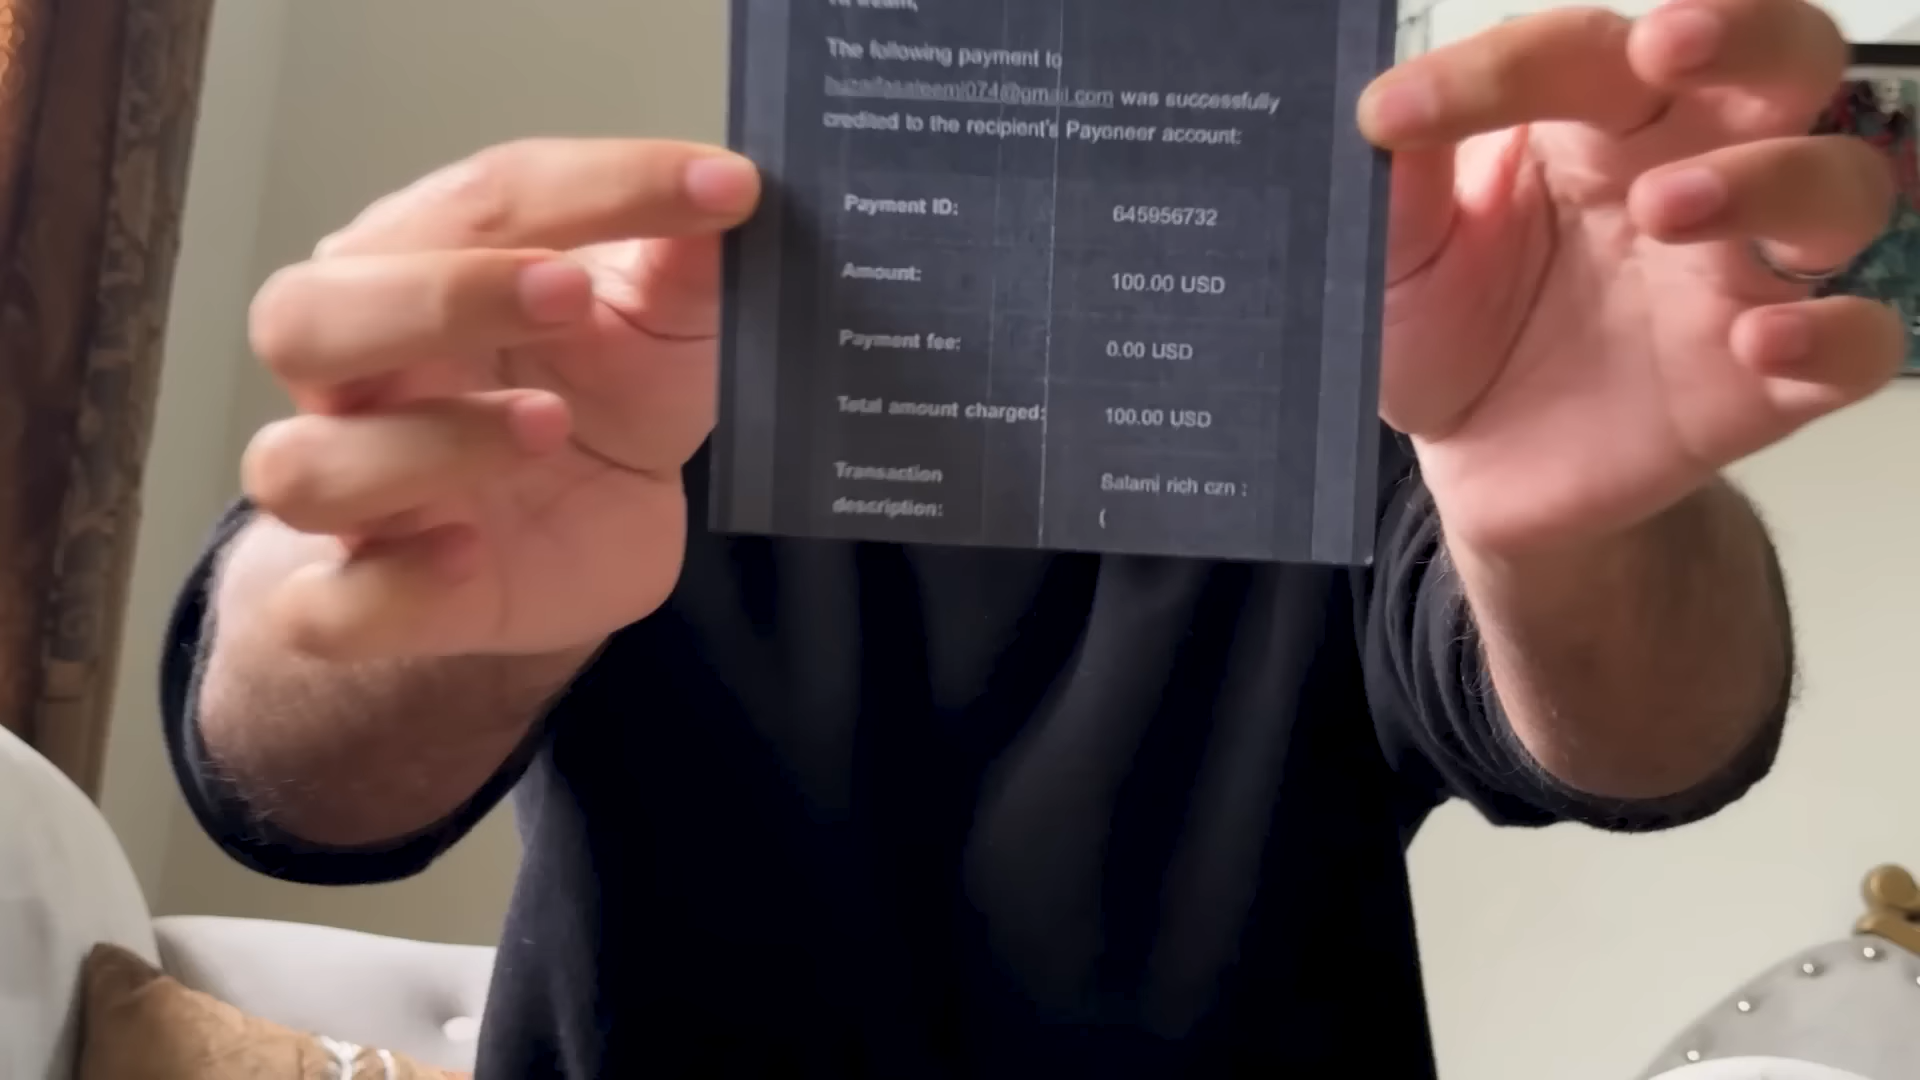 The following payment to
was successfully
credited to the recipient's Payoneer account:
Payment ID: 645956732
Amount: 100.00 USD
Payment fee: 0.00 USD
Total amount charged: 100.00 USD
Transaction Salami rich czn :
description: (